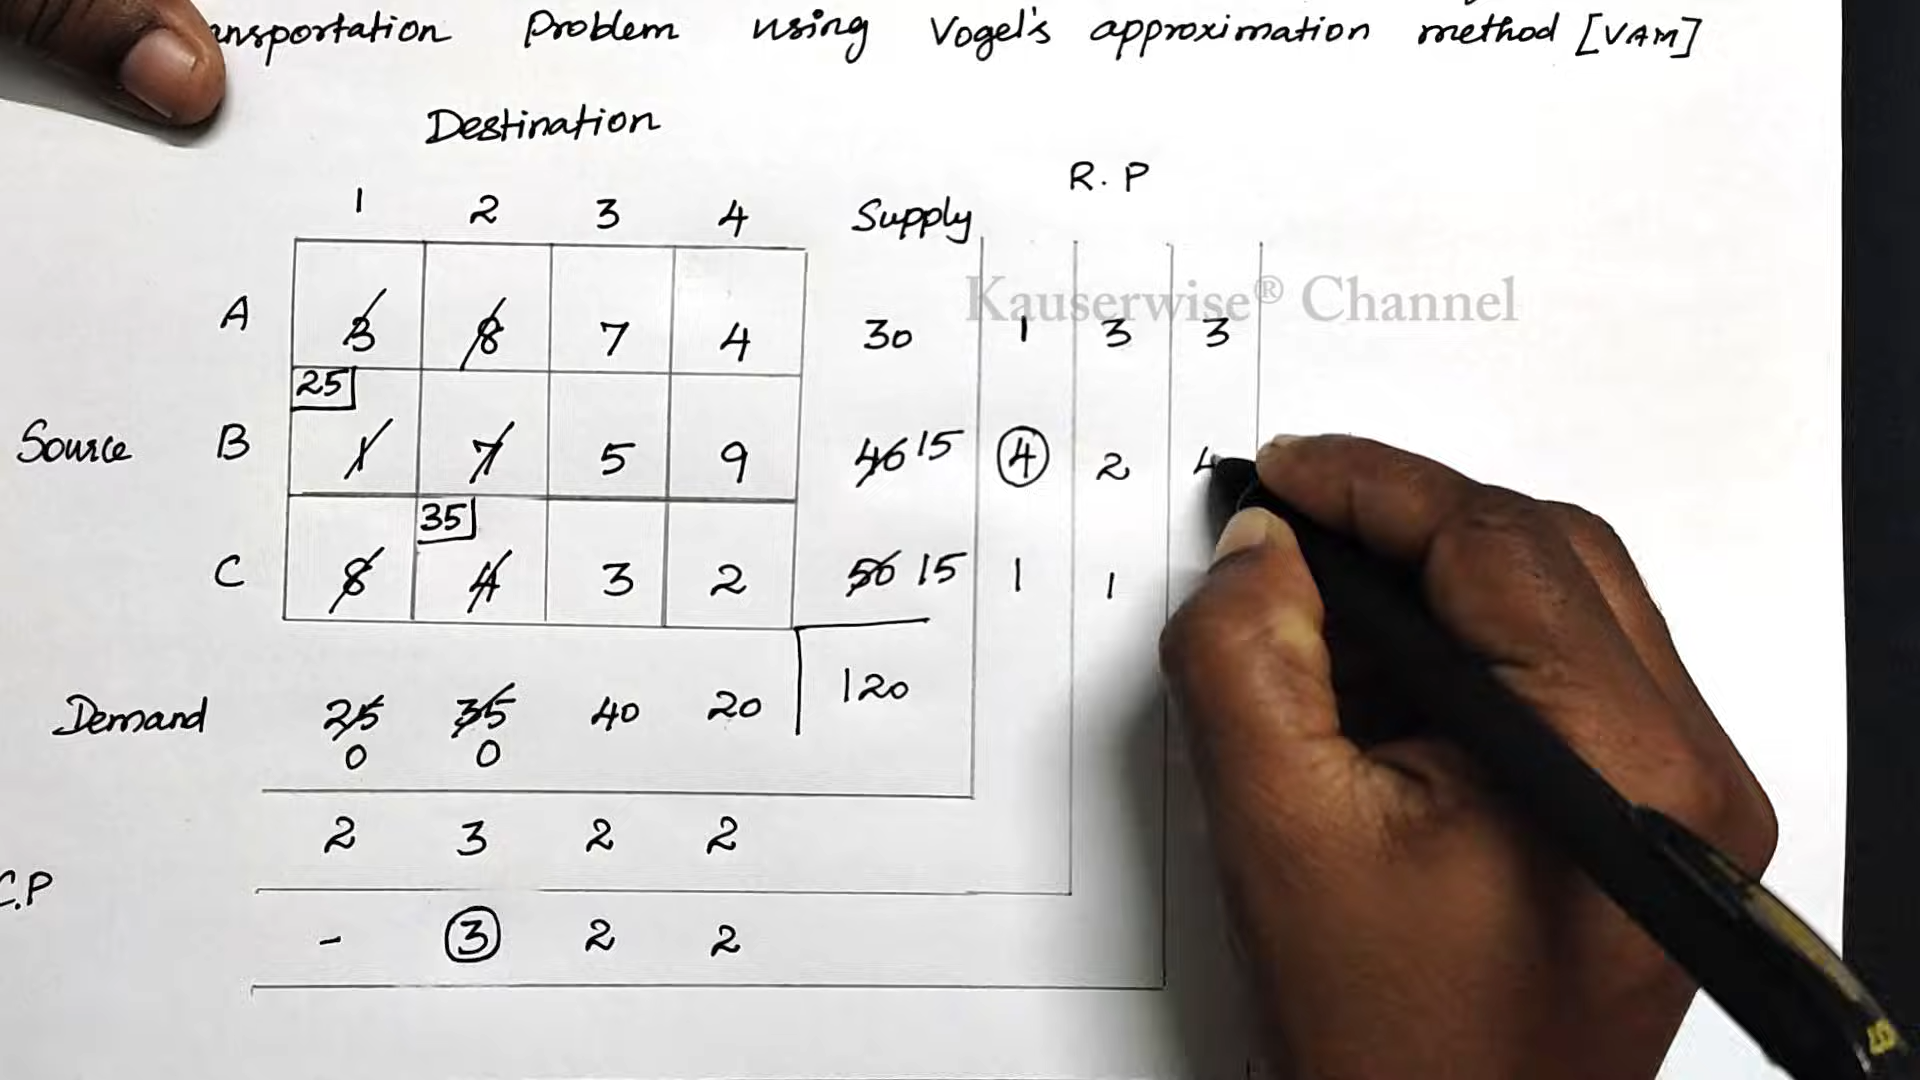 Problem using Vogel's approximation method [VAM]
Destination
R. P
1 2 3 4 Supply
Kauserwise® Channel
A 3 8 7 4 30 1 3 3
25
Source B 1 7 5 9 40 15 4 2 4
35
C 8 4 3 2 50 15 1 1
Demand 25 35 40 20 120
0 0
2 3 2 2
C.P
- 3 2 2